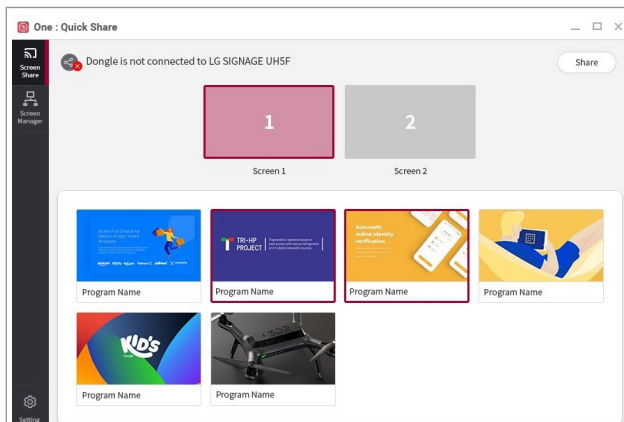 One : Quick Share
Screen
Share
Screen
Manager
Setting
Dongle is not connected to LG SIGNAGE UH5F
Share
1
2
Screen 1
Screen 2
TRI-HP
PROJECT
Automatic
online identity
verification
Program Name
Program Name
Program Name
Program Name
KID'S
Program Name
Program Name